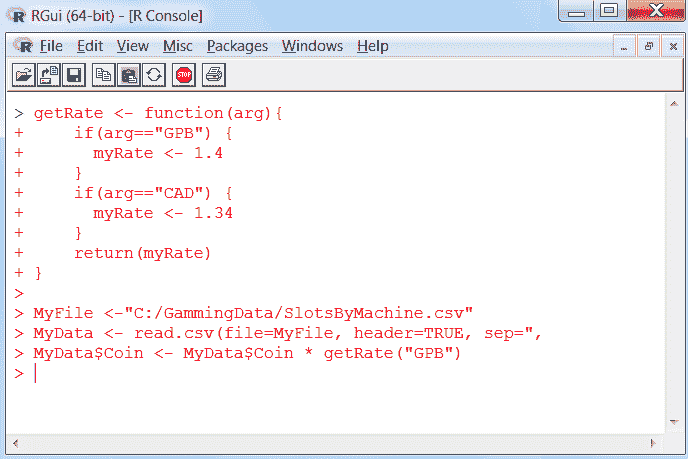 RGui (64-bit) - [R Console]
File Edit View Misc Packages Windows Help
STOP
> getRate <- function(arg){
+     if(arg=="GPB") {
+       myRate <- 1.4
+     }
+     if(arg=="CAD") {
+       myRate <- 1.34
+     }
+     return(myRate)
+ }
>
> MyFile <-"C:/GammingData/SlotsByMachine.csv"
> MyData <- read.csv(file=MyFile, header=TRUE, sep=",
> MyData$Coin <- MyData$Coin * getRate("GPB")
>